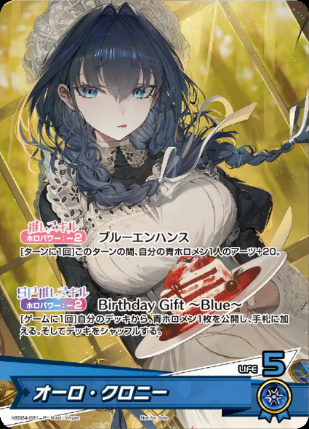 推しスキル
ホロパワー:-2
ブルーエンハンス
[ターンに1回]このターンの間、自分の青ホロメン1人のアーツ+20。
SP推しスキル
ホロパワー:-2
Birthday Gift ～Blue～
[ゲームに1回]自分のデッキから、青ホロメン1枚を公開し、手札に加
える。そしてデッキをシャッフルする。
LIFE 5
オーロ・クロニー